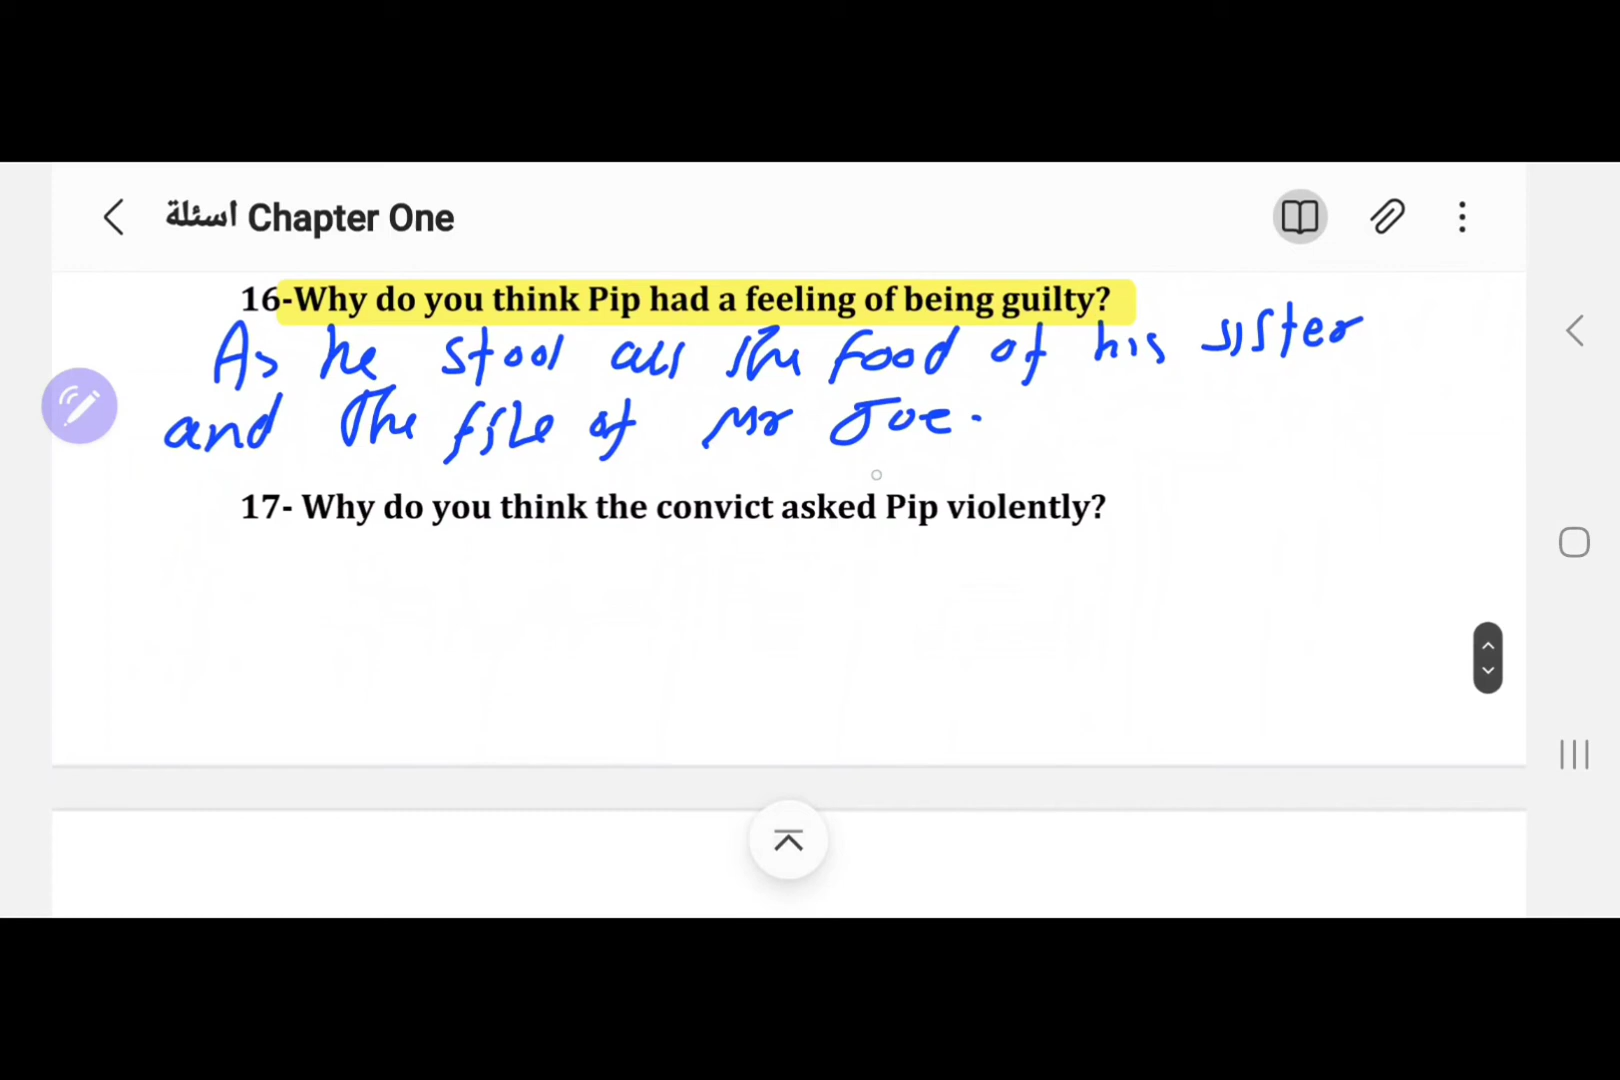 اسئلة Chapter One
16-Why do you think Pip had a feeling of being guilty?
As he stool all the food of his sister
and the file of Mr Joe.
17- Why do you think the convict asked Pip violently?